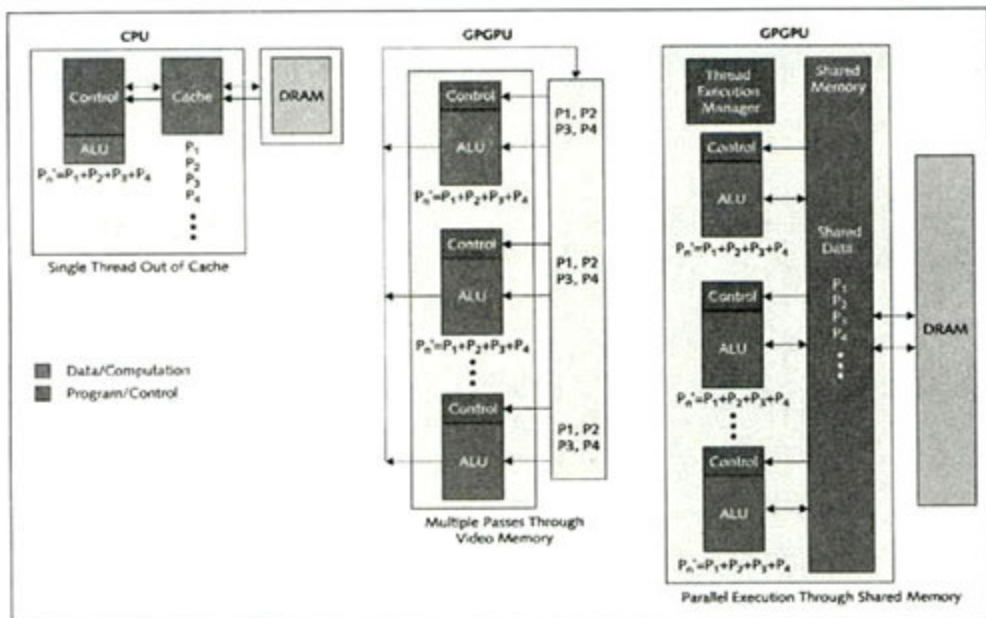 CPU
Control
Cache
DRAM
ALU
Pn'=P1+P2+P3+P4
P1
P2
P3
P4
Single Thread Out of Cache
Data/Computation
Program/Control
GPGPU
Control
ALU
P1, P2
P3, P4
Pn'=P1+P2+P3+P4
Control
ALU
P1, P2
P3, P4
Pn'=P1+P2+P3+P4
Control
ALU
P1, P2
P3, P4
Multiple Passes Through
Video Memory
GPGPU
Thread
Execution
Manager
Shared
Memory
Control
ALU
Pn'=P1+P2+P3+P4
Shared
Data
P1
P2
P3
P4
Control
ALU
Pn'=P1+P2+P3+P4
Control
ALU
Pn'=P1+P2+P3+P4
DRAM
Parallel Execution Through Shared Memory